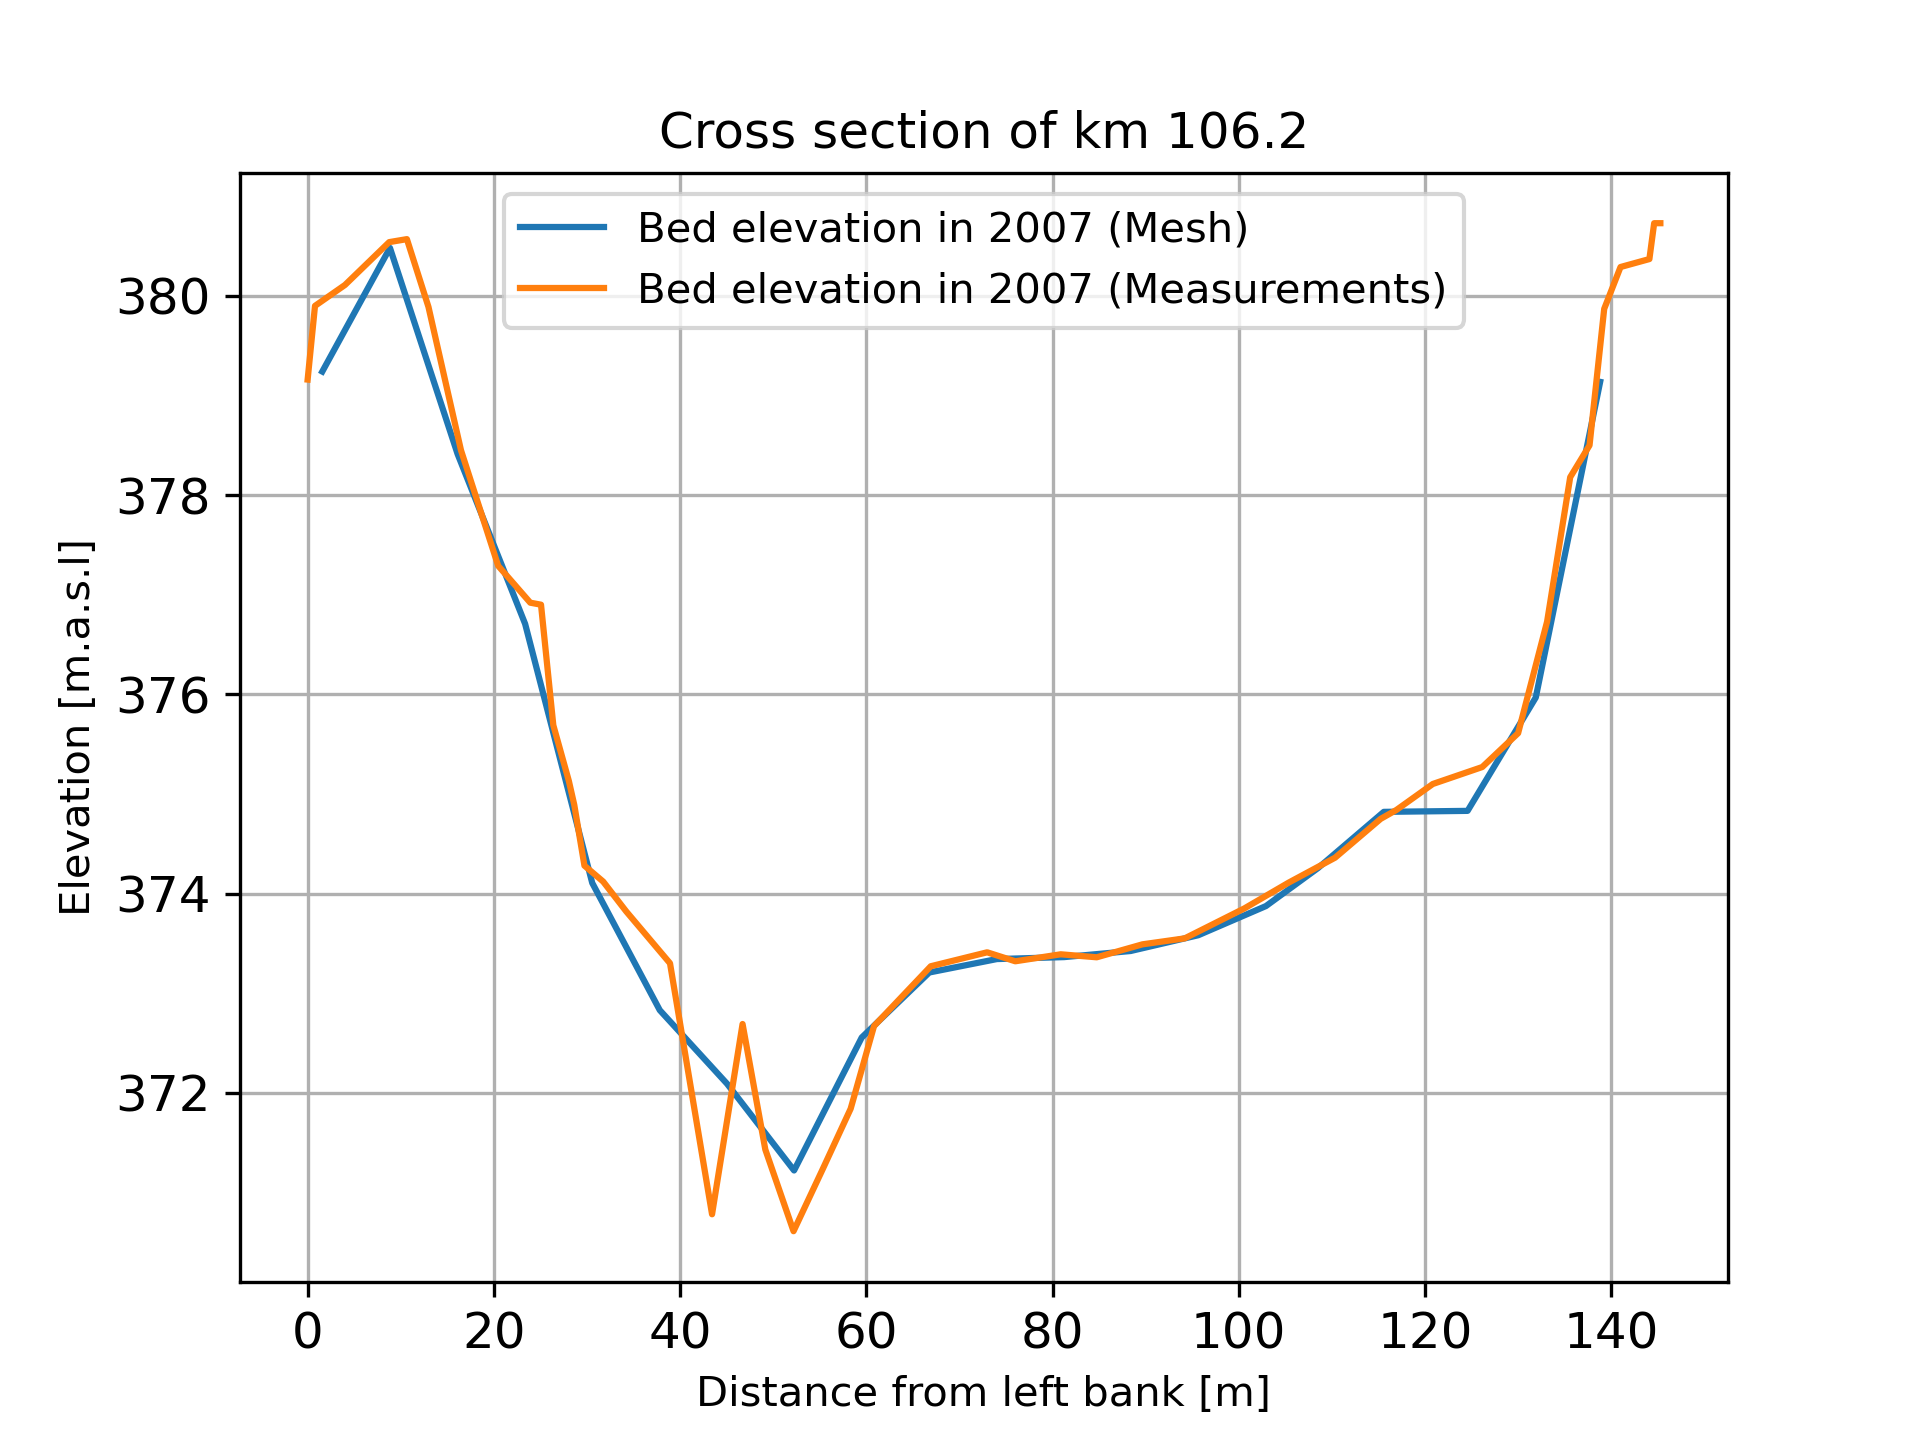 Cross section of km 106.2
Bed elevation in 2007 (Mesh)
Bed elevation in 2007 (Measurements)
Elevation [m.a.s.l]
380
378
376
374
372
0 20 40 60 80 100 120 140
Distance from left bank [m]